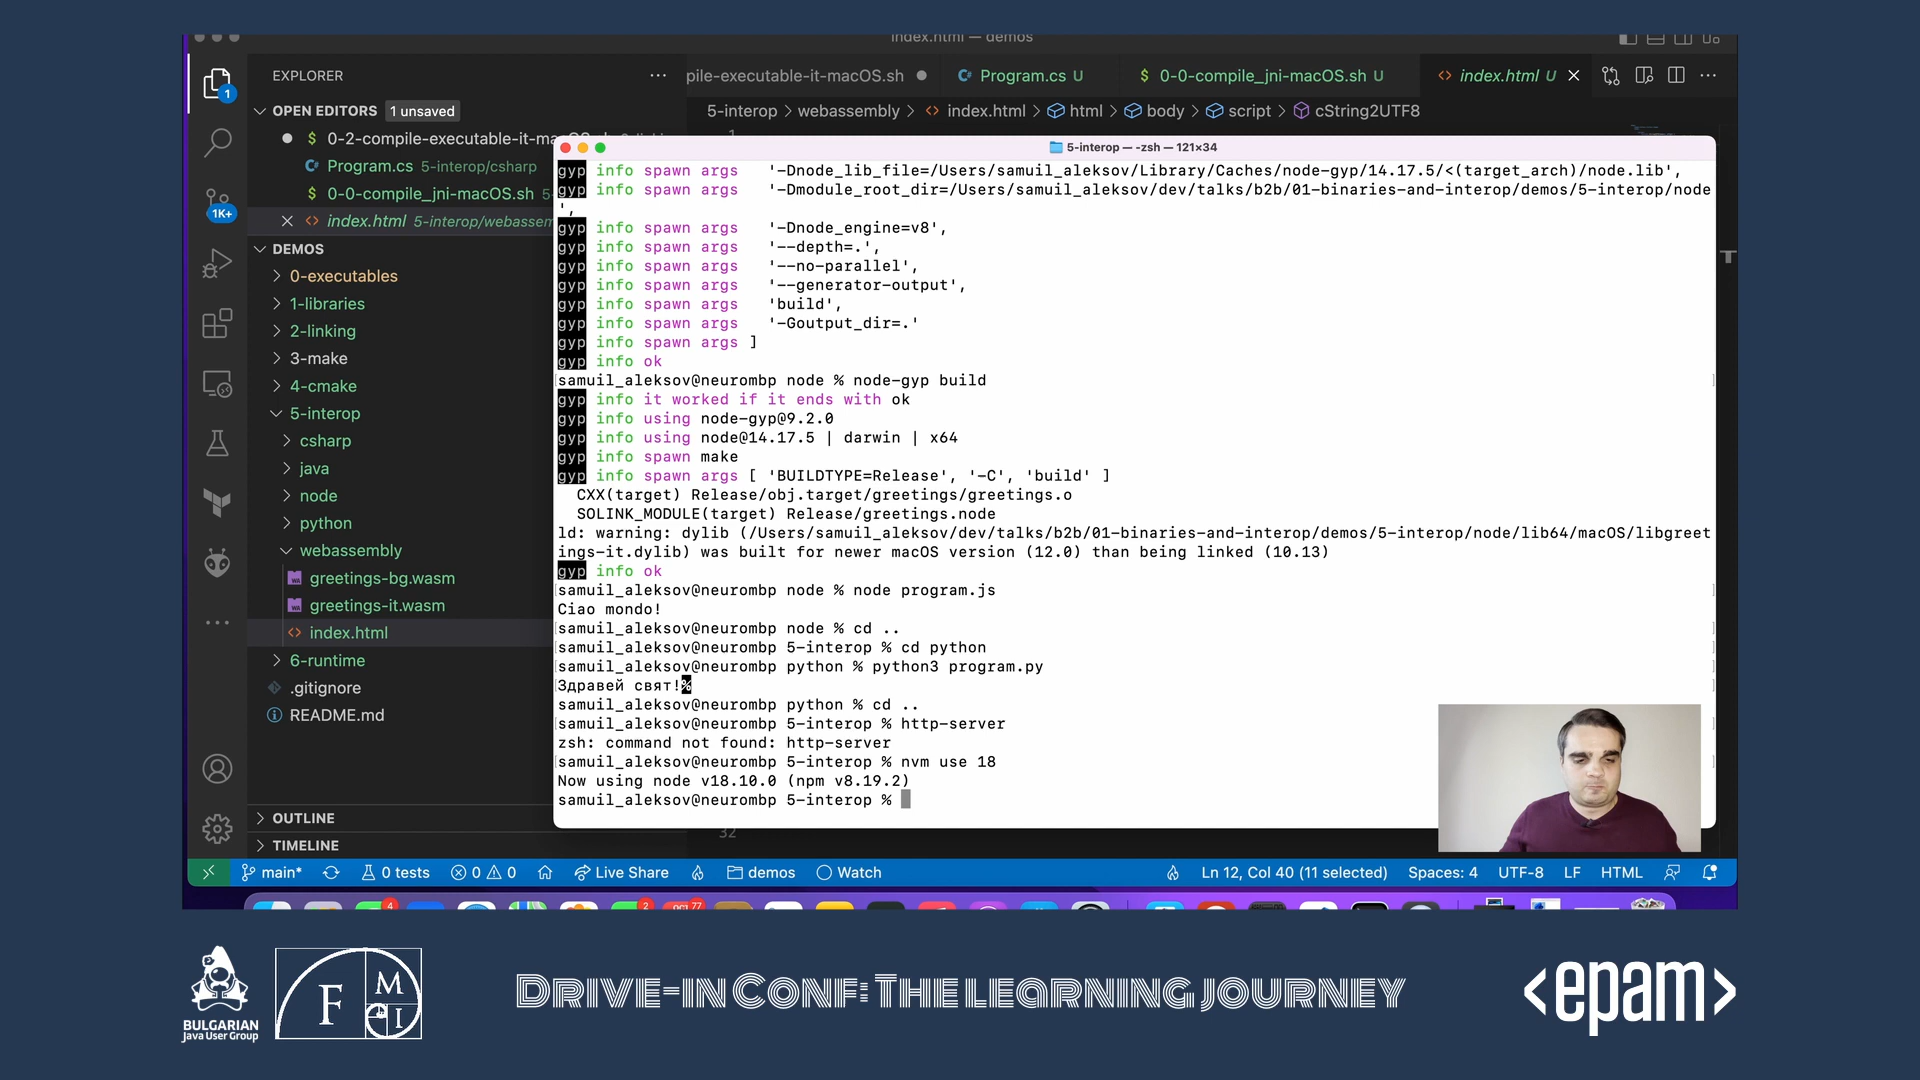 index.html — demos
EXPLORER
OPEN EDITORS 1 unsaved
0-2-compile-executable-it-macOS.sh
Program.cs 5-interop/csharp
0-0-compile_jni-macOS.sh
index.html 5-interop/webassem
DEMOS
0-executables
1-libraries
2-linking
3-make
4-cmake
5-interop
csharp
java
node
python
webassembly
greetings-bg.wasm
greetings-it.wasm
index.html
6-runtime
.gitignore
README.md
OUTLINE
TIMELINE
1
1K+
pile-executable-it-macOS.sh
Program.cs U
$ 0-0-compile_jni-macOS.sh U
index.html U
5-interop > webassembly > index.html > html > body > script > cString2UTF8
5-interop — -zsh — 121×34
gyp info spawn args   '-Dnode_lib_file=/Users/samuil_aleksov/Library/Caches/node-gyp/14.17.5/<(target_arch)/node.lib',
gyp info spawn args   '-Dmodule_root_dir=/Users/samuil_aleksov/dev/talks/b2b/01-binaries-and-interop/demos/5-interop/node
',
gyp info spawn args   '-Dnode_engine=v8',
gyp info spawn args   '--depth=.',
gyp info spawn args   '--no-parallel',
gyp info spawn args   '--generator-output',
gyp info spawn args   'build',
gyp info spawn args   '-Goutput_dir=.'
gyp info spawn args ]
gyp info ok
samuil_aleksov@neurombp node % node-gyp build
gyp info it worked if it ends with ok
gyp info using node-gyp@9.2.0
gyp info using node@14.17.5 | darwin | x64
gyp info spawn make
gyp info spawn args [ 'BUILDTYPE=Release', '-C', 'build' ]
CXX(target) Release/obj.target/greetings/greetings.o
SOLINK_MODULE(target) Release/greetings.node
ld: warning: dylib (/Users/samuil_aleksov/dev/talks/b2b/01-binaries-and-interop/demos/5-interop/node/lib64/macOS/libgreet
ings-it.dylib) was built for newer macOS version (12.0) than being linked (10.13)
gyp info ok
samuil_aleksov@neurombp node % node program.js
Ciao mondo!
samuil_aleksov@neurombp node % cd ..
samuil_aleksov@neurombp 5-interop % cd python
samuil_aleksov@neurombp python % python3 program.py
Здравей свят!%
samuil_aleksov@neurombp python % cd ..
samuil_aleksov@neurombp 5-interop % http-server
zsh: command not found: http-server
samuil_aleksov@neurombp 5-interop % nvm use 18
Now using node v18.10.0 (npm v8.19.2)
samuil_aleksov@neurombp 5-interop %
32
main* 0 tests 0 0 Live Share demos Watch Ln 12, Col 40 (11 selected) Spaces: 4 UTF-8 LF HTML
4 2 77
BULGARIAN
Java User Group
F M I
DRIVE-IN CONF: THE LEARNING JOURNEY
<epam>